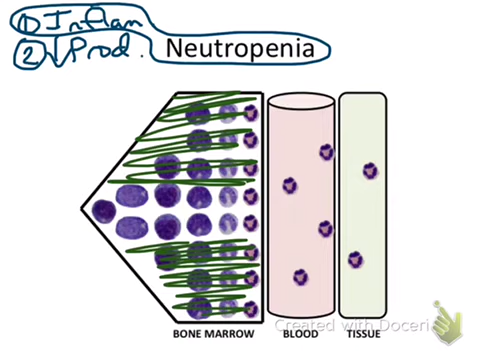 ① Inflam
② ↓ Prod.
Neutropenia
BONE MARROW BLOOD TISSUE
Created with Doceri